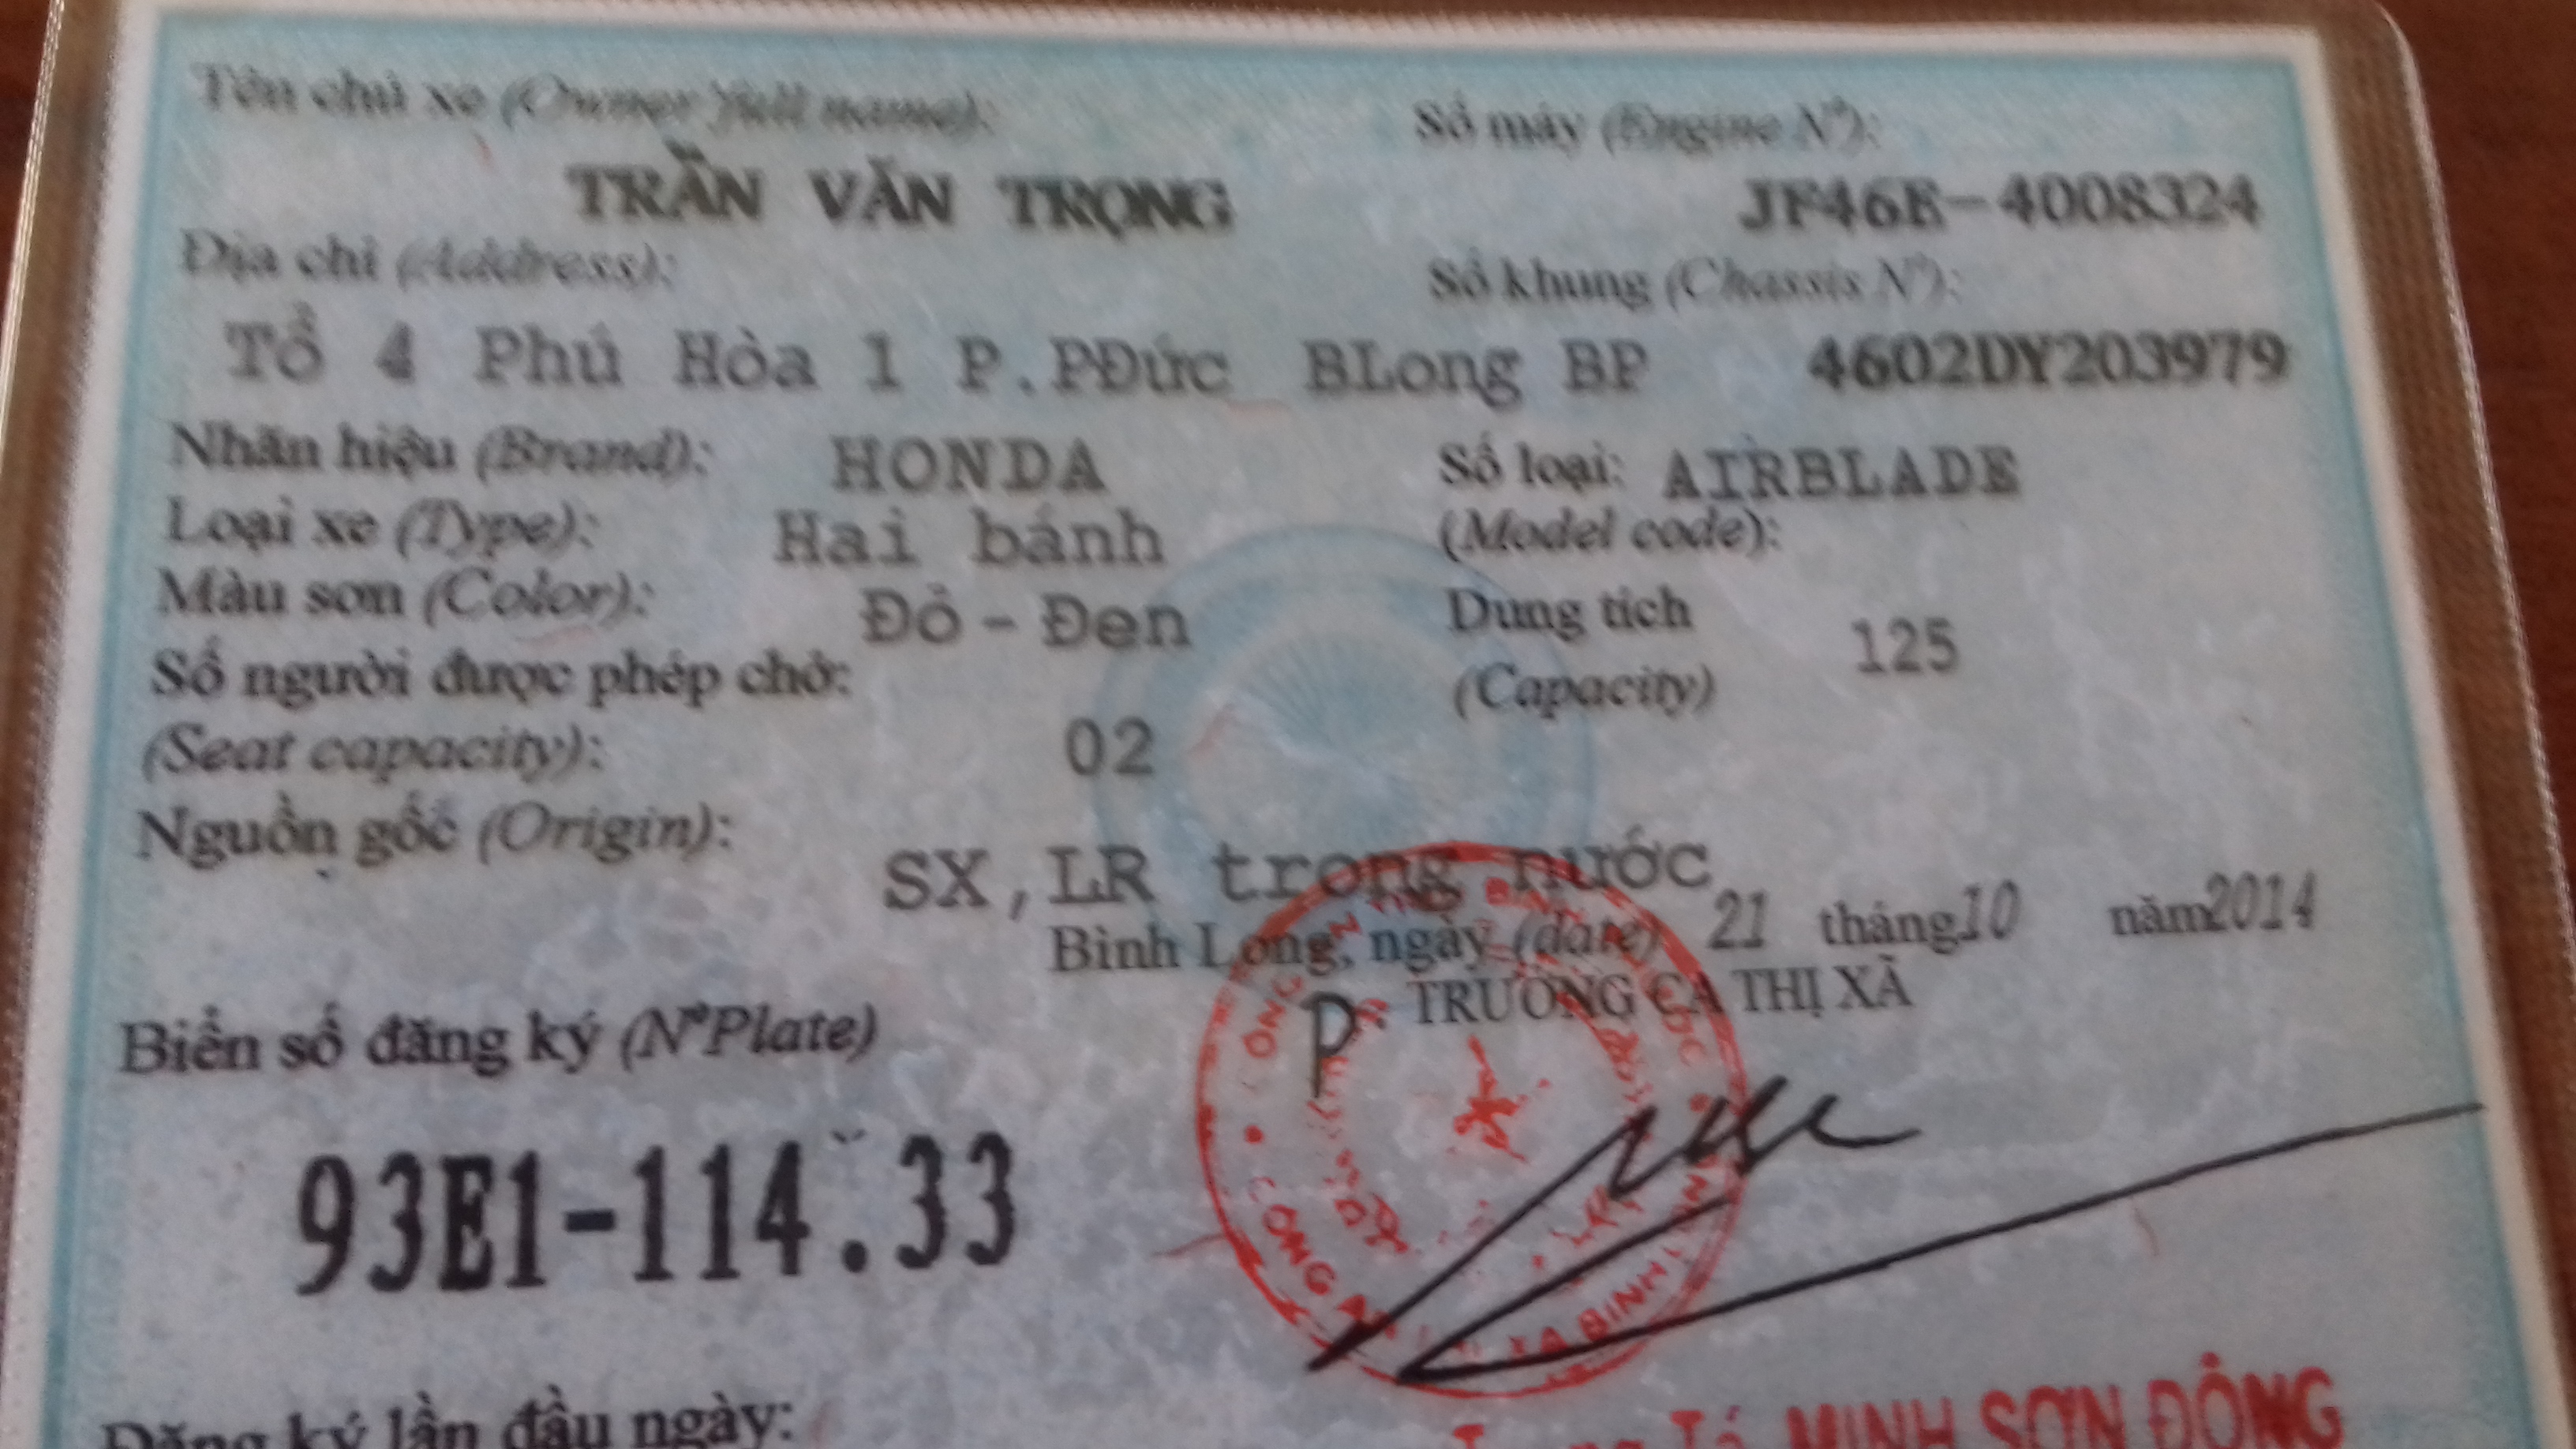 Tên chủ xe (Owner full name):
TRẦN VĂN TRỌNG
Số máy (Engine N°):
JF46E-4008324
Địa chỉ (Address):
Tổ 4 Phú Hòa 1 P.PĐức BLong BP
Số khung (Chassis N°):
4602DY203979
Nhãn hiệu (Brand): HONDA
Số loại: AIRBLADE
(Model code):
Loại xe (Type): Hai bánh
Màu sơn (Color): Đỏ-Đen
Dung tích 125
(Capacity)
Số người được phép chở:
(Seat capacity): 02
Nguồn gốc (Origin): SX,LR trong nước
Bình Long, ngày (date) 21 tháng 10 năm 2014
P. TRƯỞNG CA THỊ XÃ
Biển số đăng ký (N°Plate)
93E1-114.33
Đăng ký lần đầu ngày:
MINH SƠN ĐÔNG